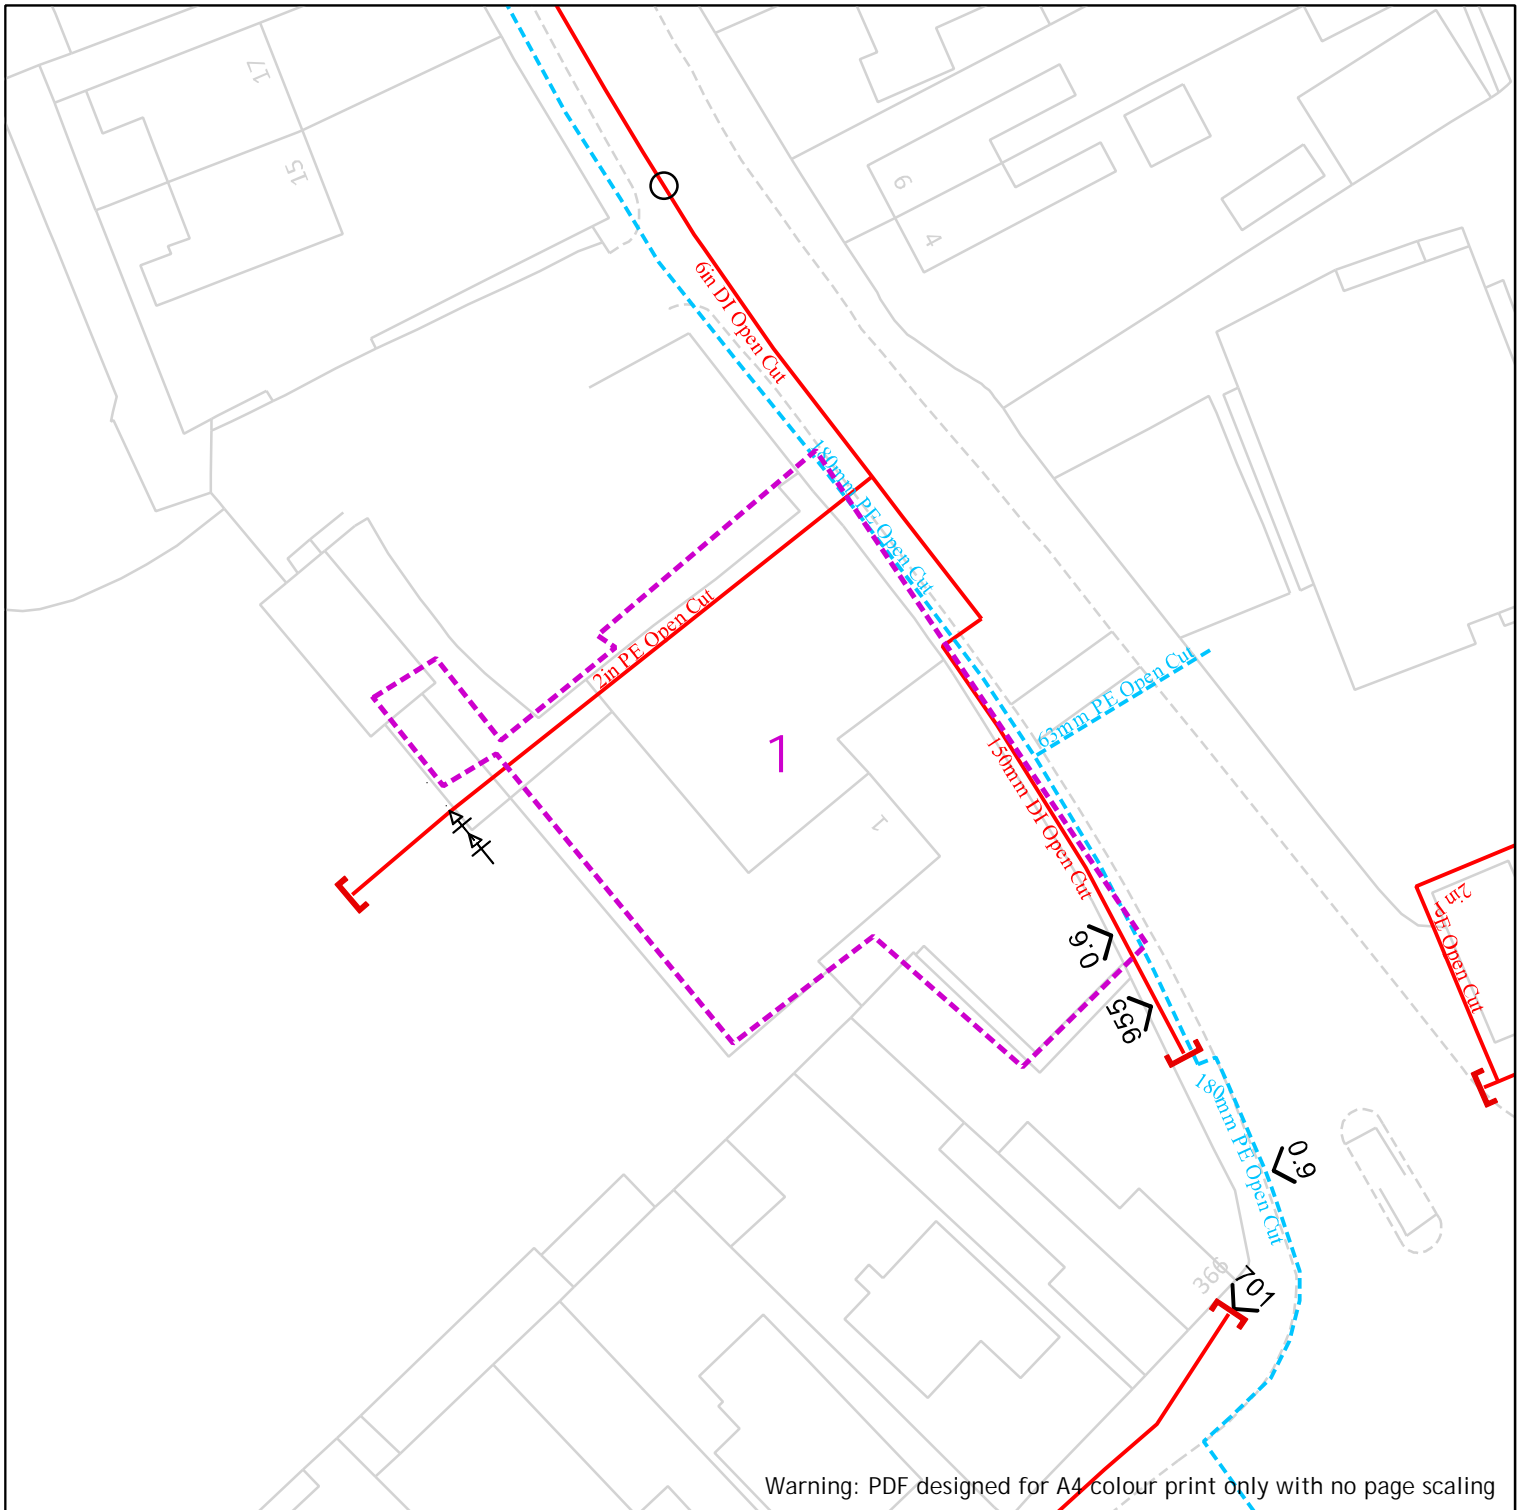 17
15
6
4
6in DI Open Cut
180mm PE Open Cut
2in PE Open Cut
63mm PE Open Cut
1
150mm DI Open Cut
1
2in PE Open Cut
0.9
955
180mm PE Open Cut
0.9
366
701
Warning: PDF designed for A4 colour print only with no page scaling